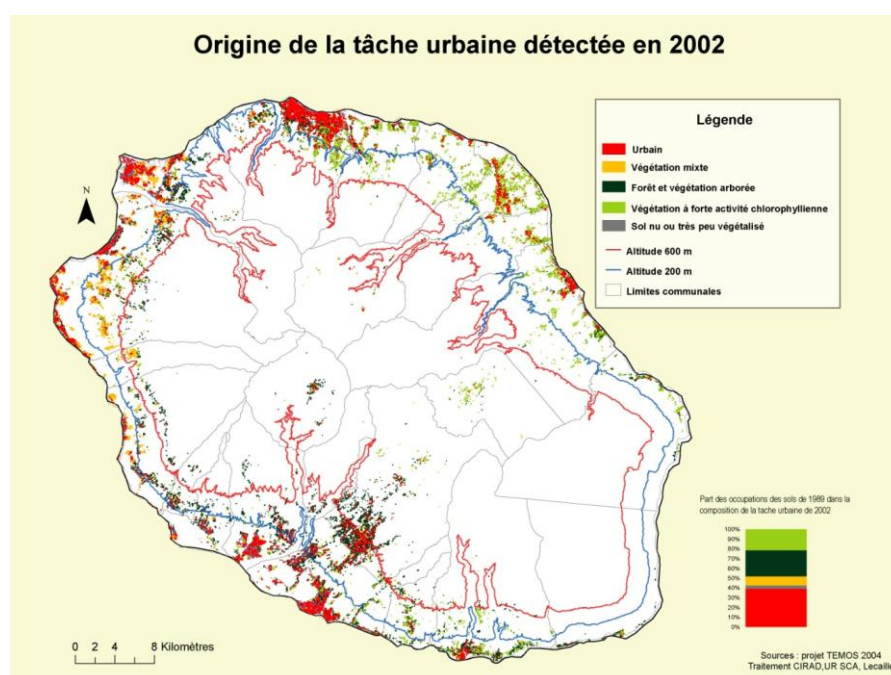 Origine de la tâche urbaine détectée en 2002
Légende
Urbain
Végétation mixte
Forêt et végétation arborée
Végétation à forte activité chlorophyllienne
Sol nu ou très peu végétalisé
Altitude 600 m
Altitude 200 m
Limites communales
N
Part des occupations des sols de 1989 dans la
composition de la tache urbaine de 2002
100%
90%
80%
70%
60%
50%
40%
30%
20%
10%
0%
0 2 4 8 Kilomètres
Sources : projet TEMOS 2004
Traitement CIRAD,UR SCA, Lecaille